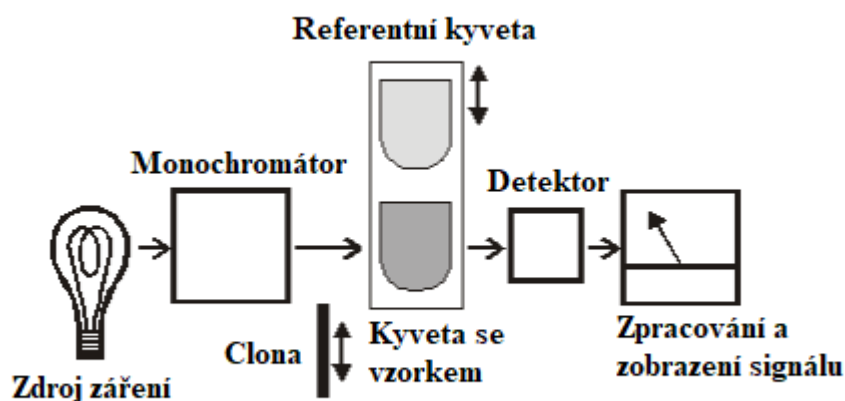 Referentní kyveta
Monochromátor
Detektor
Clona
Kyveta se
vzorkem
Zpracování a
zobrazení signálu
Zdroj záření